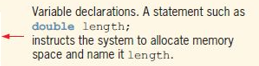 Variable declarations. A statement such as
double length;
instructs the system to allocate memory
space and name it length.